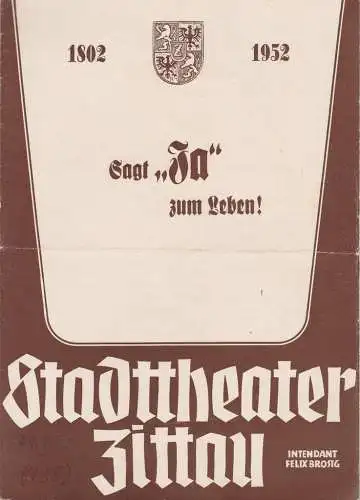 1802 1952
Sagt „Ja“
zum Leben!
Stadttheater
Zittau
INTENDANT
FELIX BROSIG